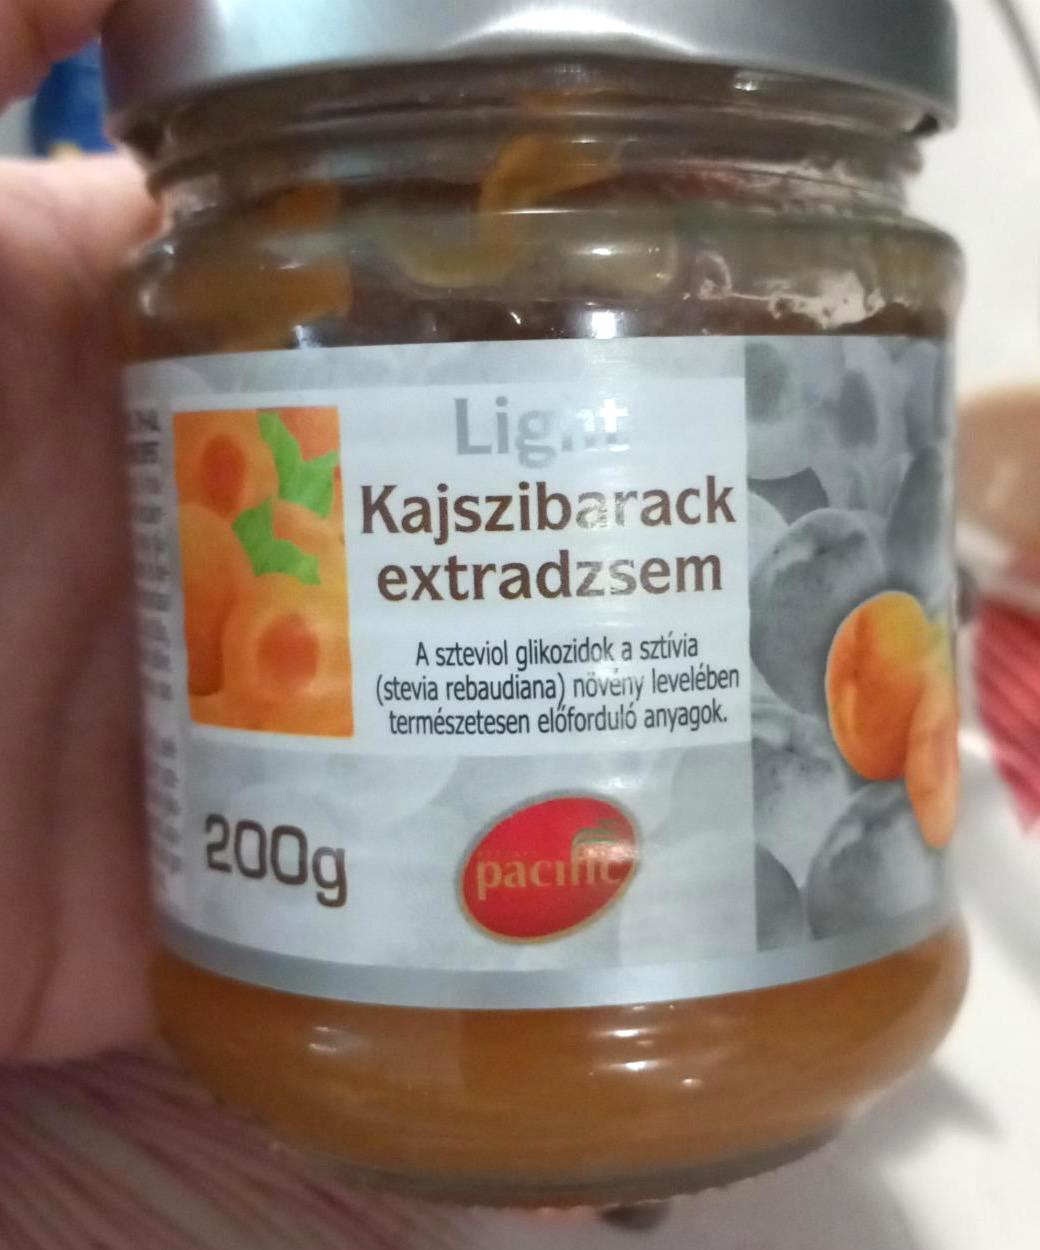 Light
Kajszibarack
extradzsem
A szteviol glikozidok a sztívia
(stevia rebaudiana) növény levelében
természetesen előforduló anyagok.
200g
pacific